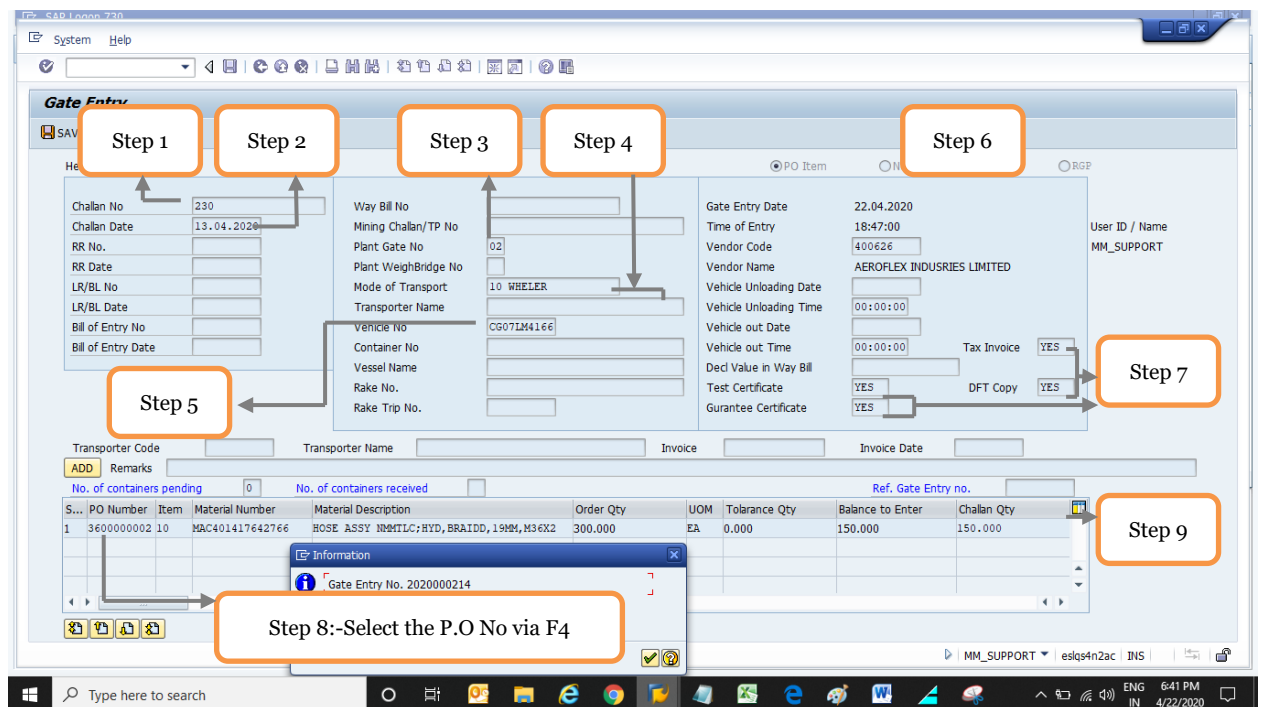 SAP Logon 730
System Help
Gate Entry
SAV
Step 1
Step 2
Step 3
Step 4
Step 6
He
PO Item
N
RGP
Challan No 230
Way Bill No
Gate Entry Date 22.04.2020
Challan Date 13.04.2020
Mining Challan/TP No
Time of Entry 18:47:00
User ID / Name
RR No.
Plant Gate No 02
Vendor Code 400626
MM_SUPPORT
RR Date
Plant WeighBridge No
Vendor Name AEROFLEX INDUSRIES LIMITED
LR/BL No
Mode of Transport 10 WHELER
Vehicle Unloading Date
LR/BL Date
Transporter Name
Vehicle Unloading Time 00:00:00
Bill of Entry No
Vehicle No CG07LM4166
Vehicle out Date
Bill of Entry Date
Container No
Vehicle out Time 00:00:00
Tax Invoice YES
Vessel Name
Decl Value in Way Bill
Step 7
Rake No.
Test Certificate YES
DFT Copy YES
Step 5
Rake Trip No.
Gurantee Certificate YES
Transporter Code
Transporter Name
Invoice
Invoice Date
ADD Remarks
No. of containers pending 0
No. of containers received
Ref. Gate Entry no.
S... PO Number Item Material Number Material Description Order Qty UOM Tolarance Qty Balance to Enter Challan Qty
1 3600000002 10 MAC401417642766 HOSE ASSY NMMTLC;HYD,BRAIDD,19MM,M36X2 300.000 EA 0.000 150.000 150.000
Step 9
Information
Gate Entry No. 2020000214
Step 8:-Select the P.O No via F4
MM_SUPPORT eslqs4n2ac INS
Type here to search
ENG 6:41 PM
IN 4/22/2020